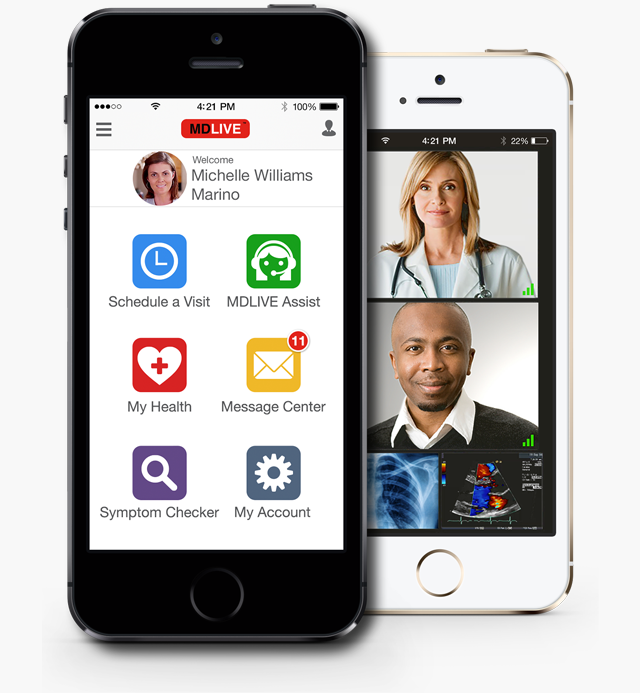 4:21 PM
100%
MDLIVE
Welcome
Michelle Williams
Marino
Schedule a Visit
MDLIVE Assist
My Health
11
Message Center
Symptom Checker
My Account
4:21 PM
22%